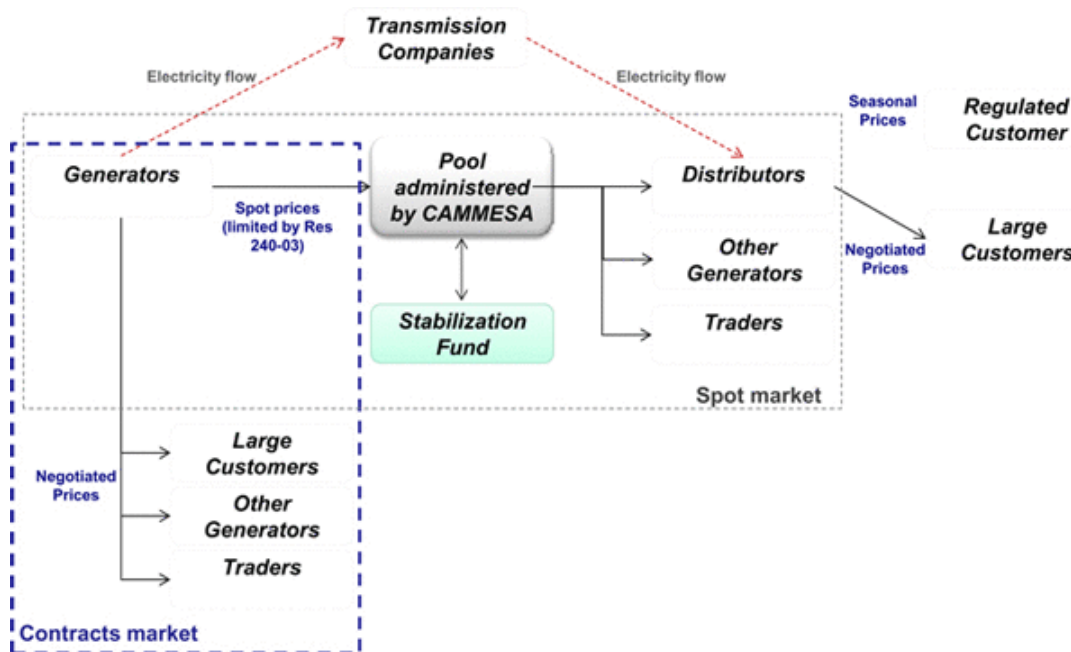 Transmission
Companies
Electricity flow
Electricity flow
Seasonal
Prices
Regulated
Customer
Generators
Pool
administered
by CAMMESA
Distributors
Spot prices
(limited by Res
240-03)
Negotiated
Prices
Large
Customers
Other
Generators
Stabilization
Fund
Traders
Spot market
Large
Customers
Negotiated
Prices
Other
Generators
Traders
Contracts market